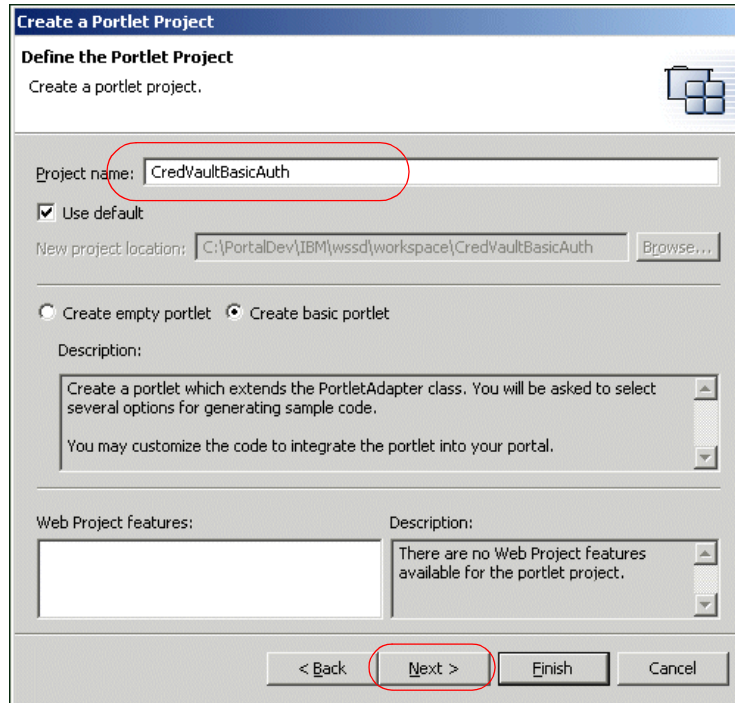 Create a Portlet Project
Define the Portlet Project
Create a portlet project.
Project name: CredVaultBasicAuth
Use default
New project location: C:\PortalDev\IBM\wssd\workspace\CredVaultBasicAuth Browse...
Create empty portlet Create basic portlet
Description:
Create a portlet which extends the PortletAdapter class. You will be asked to select
several options for generating sample code.
You may customize the code to integrate the portlet into your portal.
Web Project features:
Description:
There are no Web Project features
available for the portlet project.
< Back Next > Finish Cancel